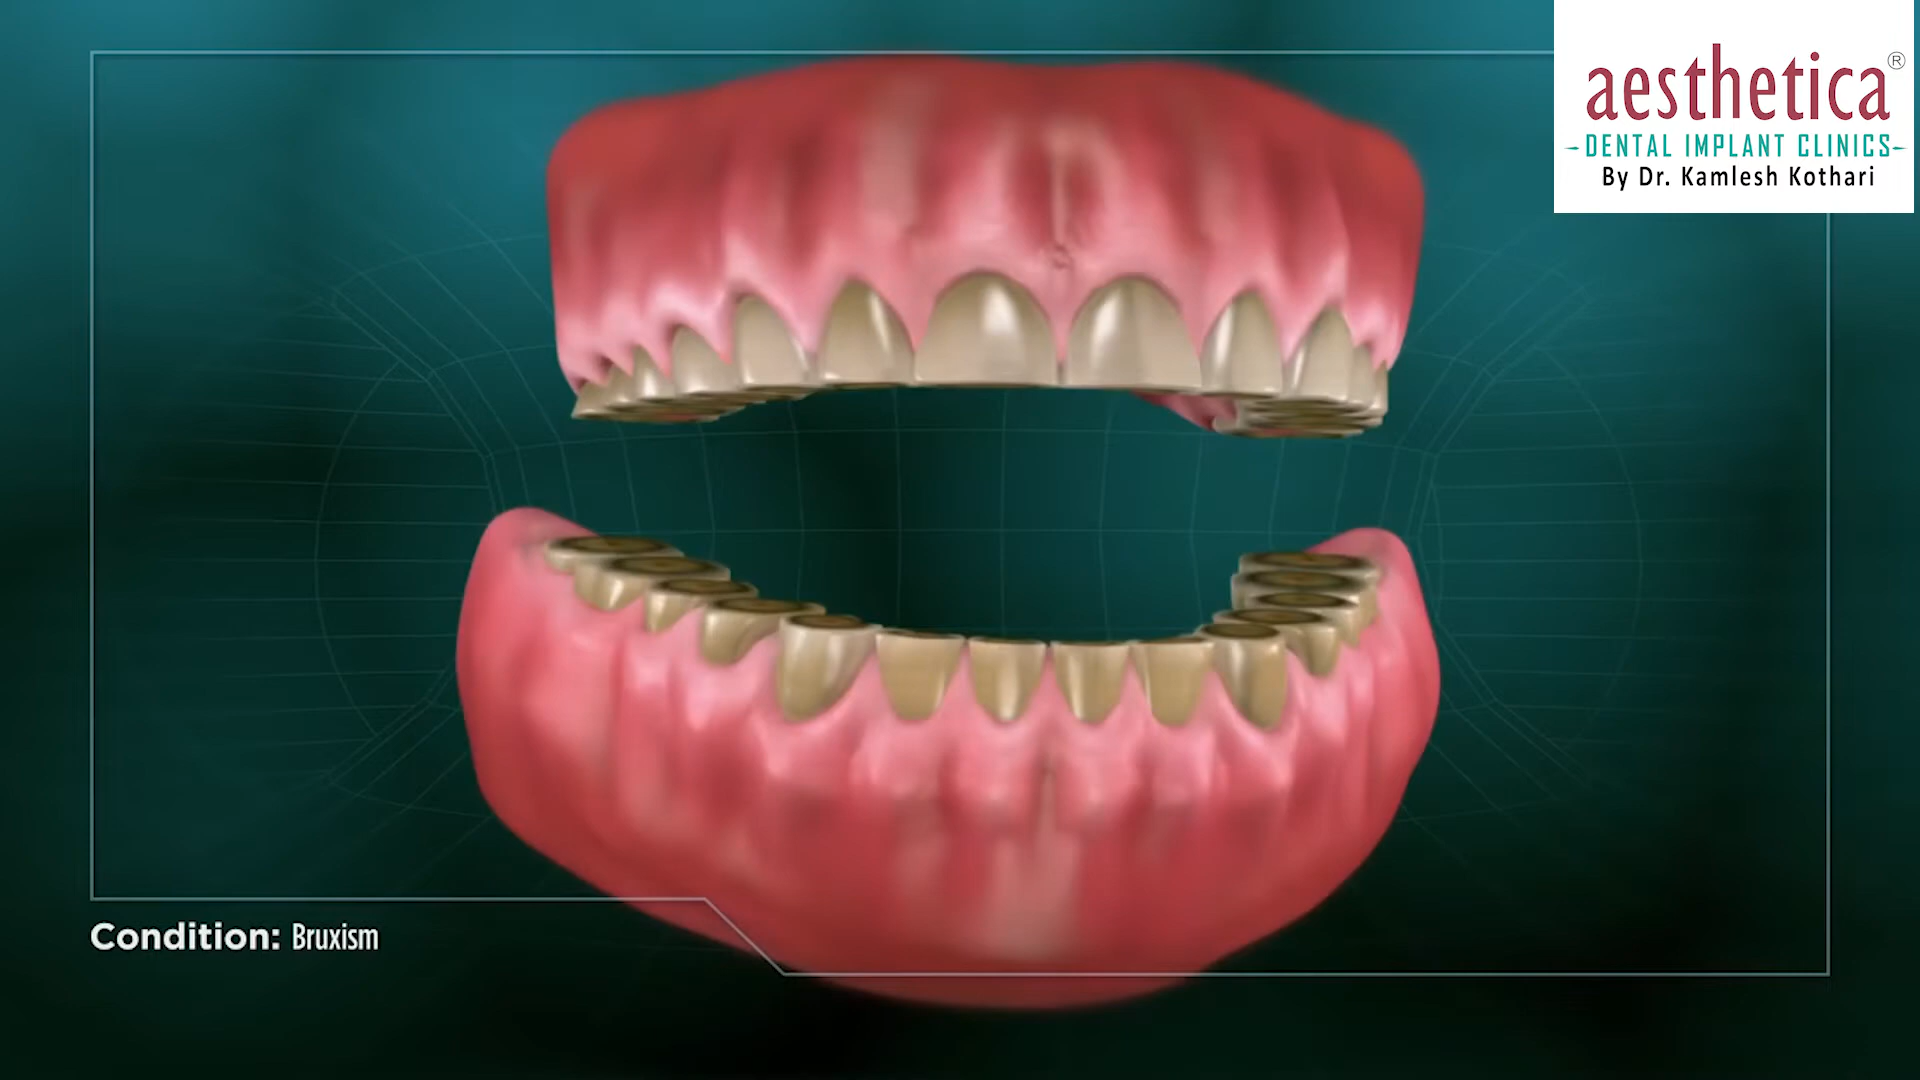 aesthetica®
DENTAL IMPLANT CLINICS
By Dr. Kamlesh Kothari
Condition: Bruxism